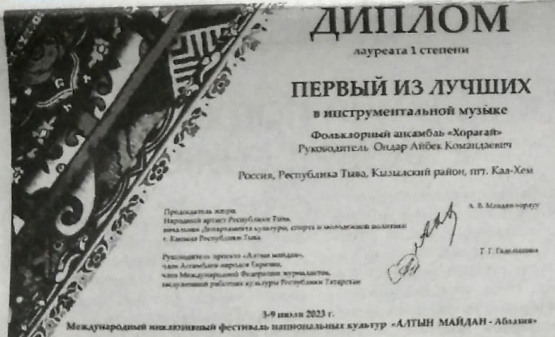 ДИПЛОМ
лауреата 1 степени
ПЕРВЫЙ ИЗ ЛУЧШИХ
в инструментальной музыке
Фольклорный ансамбль «Хорагай»
Руководитель Ондар Айбек Командаевич
Россия, Республика Тыва, Кызылский район, пгт. Каа-Хем
Председатель жюри,
Народный артист Республики Тыва,
начальник Департамента культуры, спорта и молодежной политики
г. Кызыла Республики Тыва
А. В.
Руководитель проекта «Алтын майдан»,
член Ассамблеи народов Евразии,
член Международной Федерации журналистов,
заслуженный работник культуры Республики Татарстан
Т. Г.
3-9 июля 2023 г.
Международный инклюзивный фестиваль национальных культур «АЛТЫН МАЙДАН - Абхазия»